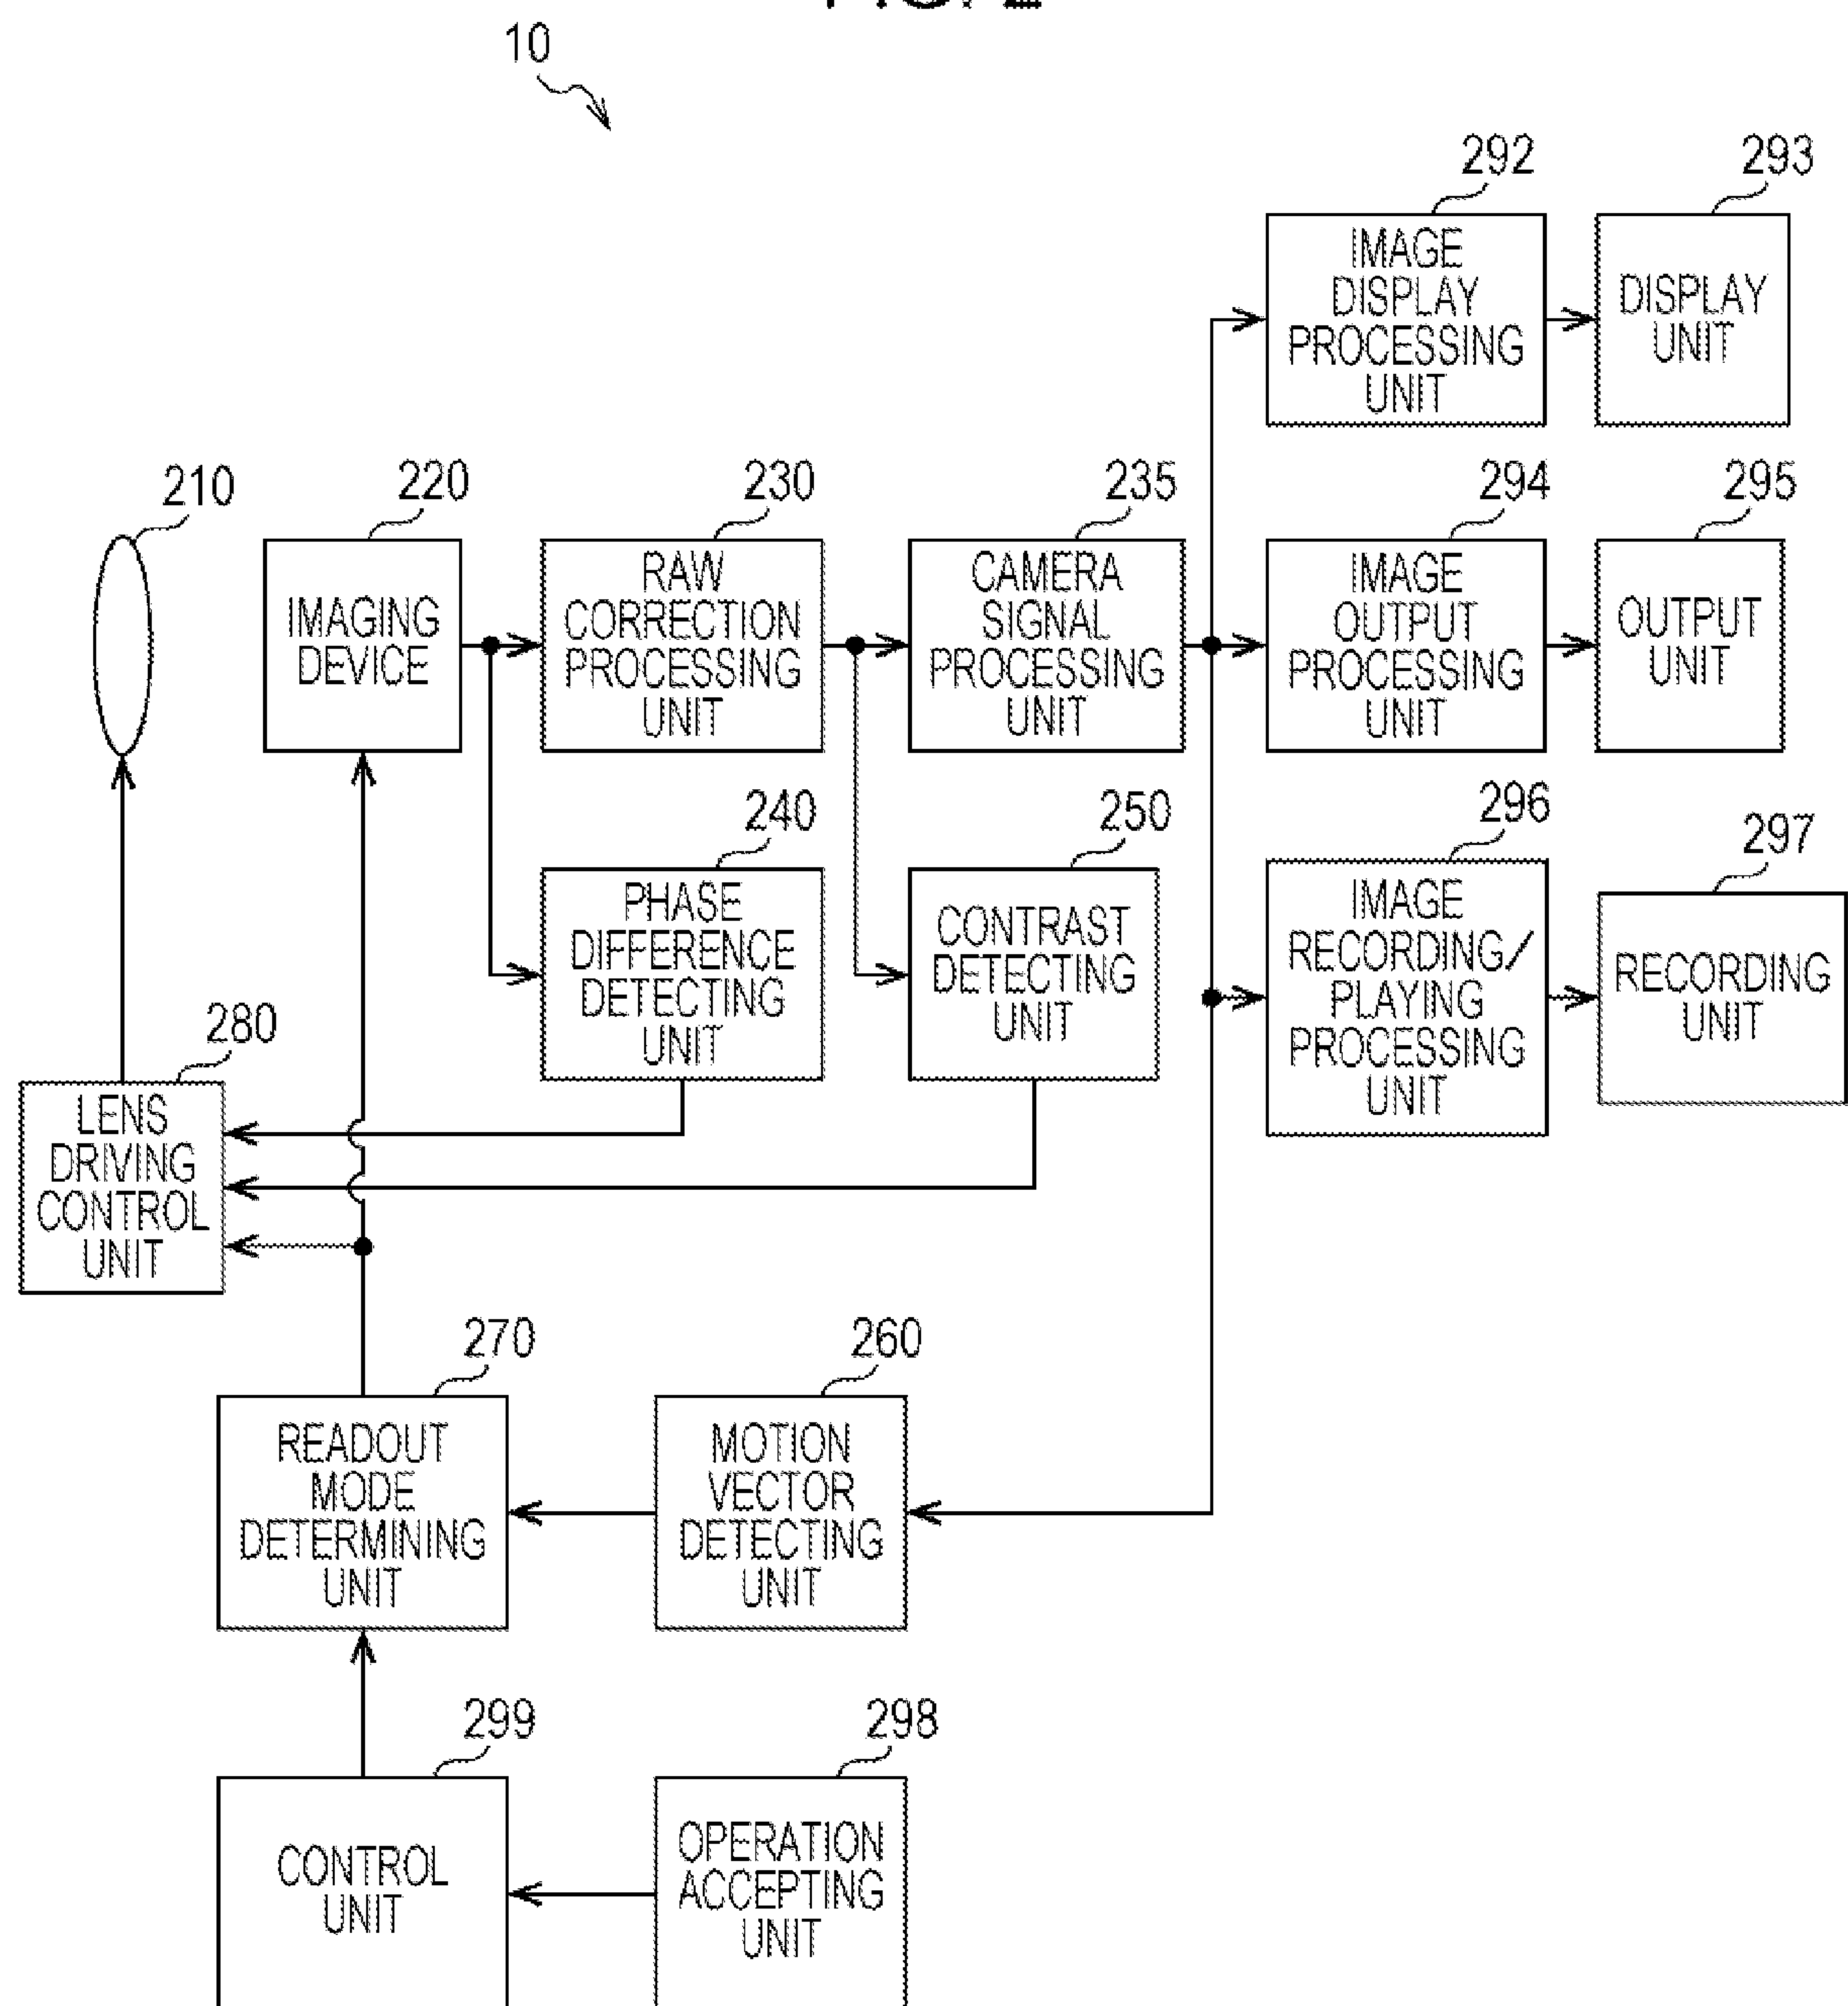 10
292
293
IMAGE
DISPLAY
PROCESSING
UNIT
DISPLAY
UNIT
210
220
230
235
294
295
IMAGING
DEVICE
RAW
CORRECTION
PROCESSING
UNIT
CAMERA
SIGNAL
PROCESSING
UNIT
IMAGE
OUTPUT
PROCESSING
UNIT
OUTPUT
UNIT
240
250
296
297
PHASE
DIFFERENCE
DETECTING
UNIT
CONTRAST
DETECTING
UNIT
IMAGE
RECORDING/
PLAYING
PROCESSING
UNIT
RECORDING
UNIT
280
LENS
DRIVING
CONTROL
UNIT
270
260
READOUT
MODE
DETERMINING
UNIT
MOTION
VECTOR
DETECTING
UNIT
299
298
CONTROL
UNIT
OPERATION
ACCEPTING
UNIT